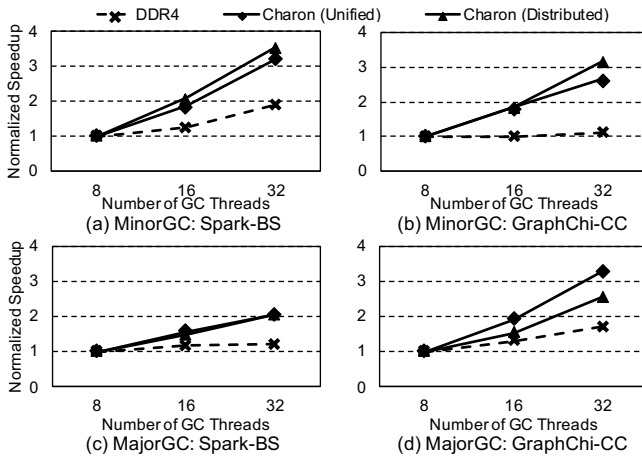 DDR4 Charon (Unified) Charon (Distributed)
Normalized Speedup
4
3
2
1
0
8 16 32
Number of GC Threads
(a) MinorGC: Spark-BS
4
3
2
1
0
8 16 32
Number of GC Threads
(b) MinorGC: GraphChi-CC
Normalized Speedup
4
3
2
1
0
8 16 32
Number of GC Threads
(c) MajorGC: Spark-BS
4
3
2
1
0
8 16 32
Number of GC Threads
(d) MajorGC: GraphChi-CC